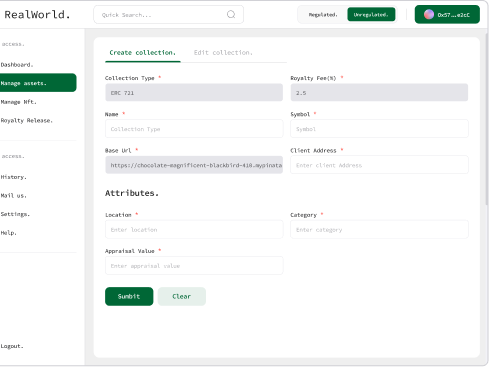 RealWorld.
Quick Search...
Regulated.
Unregulated.
0x57...e2cC
access.
Dashboard.
Manage assets.
Manage Nft.
Royalty Release.
access.
History.
Mail us.
Settings.
Help.
Logout.
Create collection.
Edit collection.
Collection Type *
Royalty Fee(%) *
ERC 721
2.5
Name *
Symbol *
Collection Type
Symbol
Base Url *
Client Address *
https://chocolate-magnificent-blackbird-410.mypinata
Enter client Address
Attributes.
Location *
Category *
Enter location
Enter category
Appraisal Value *
Enter appraisal value
Sumbit
Clear